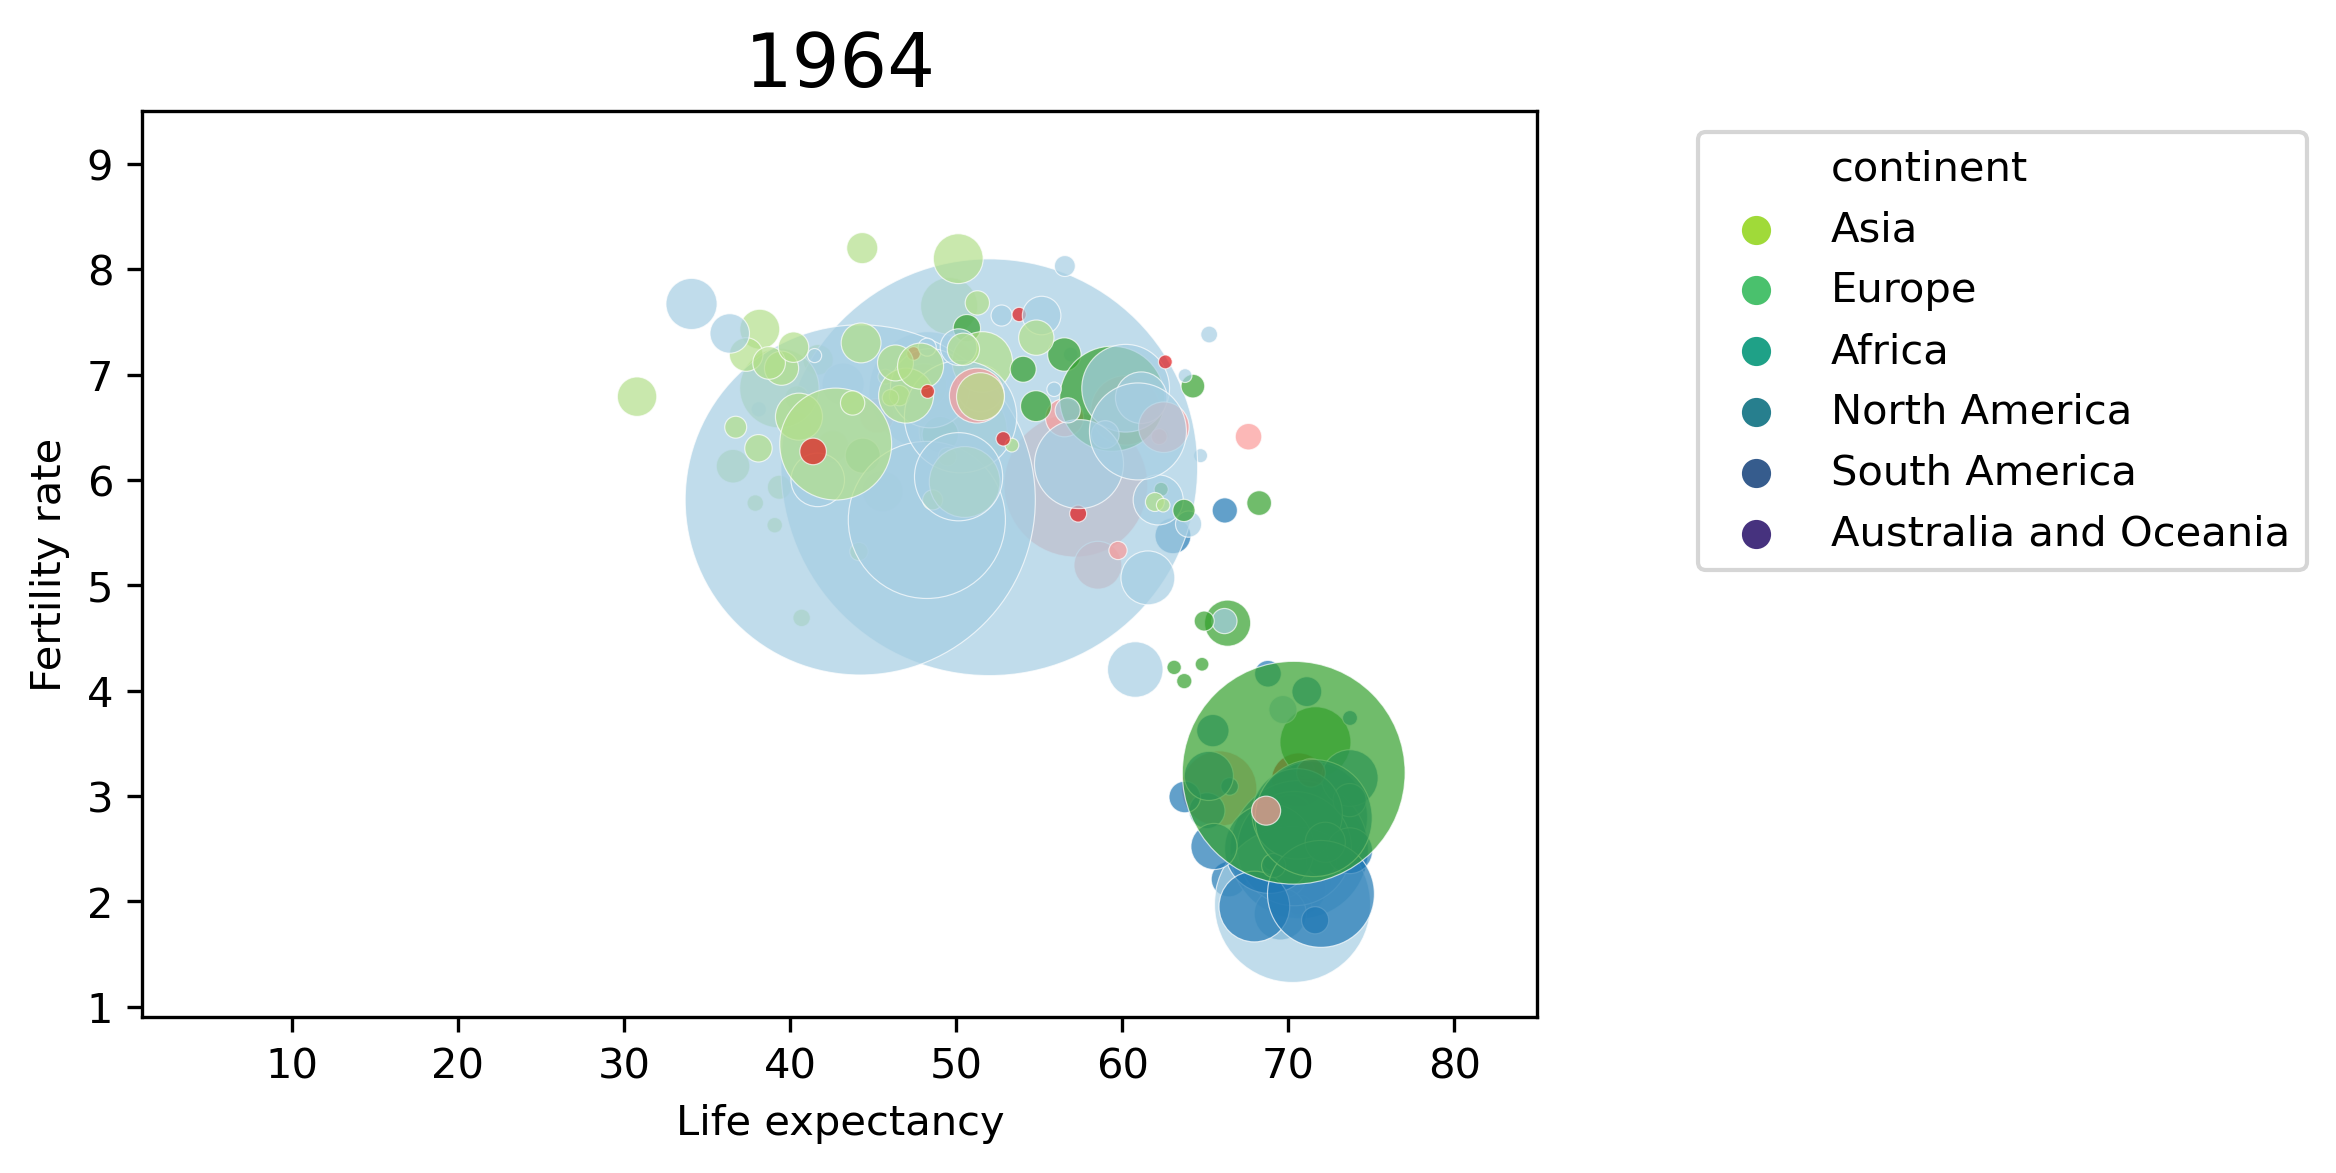 1964
9
8
7
6
5
4
3
2
1
Fertility rate
10 20 30 40 50 60 70 80
Life expectancy
continent
Asia
Europe
Africa
North America
South America
Australia and Oceania